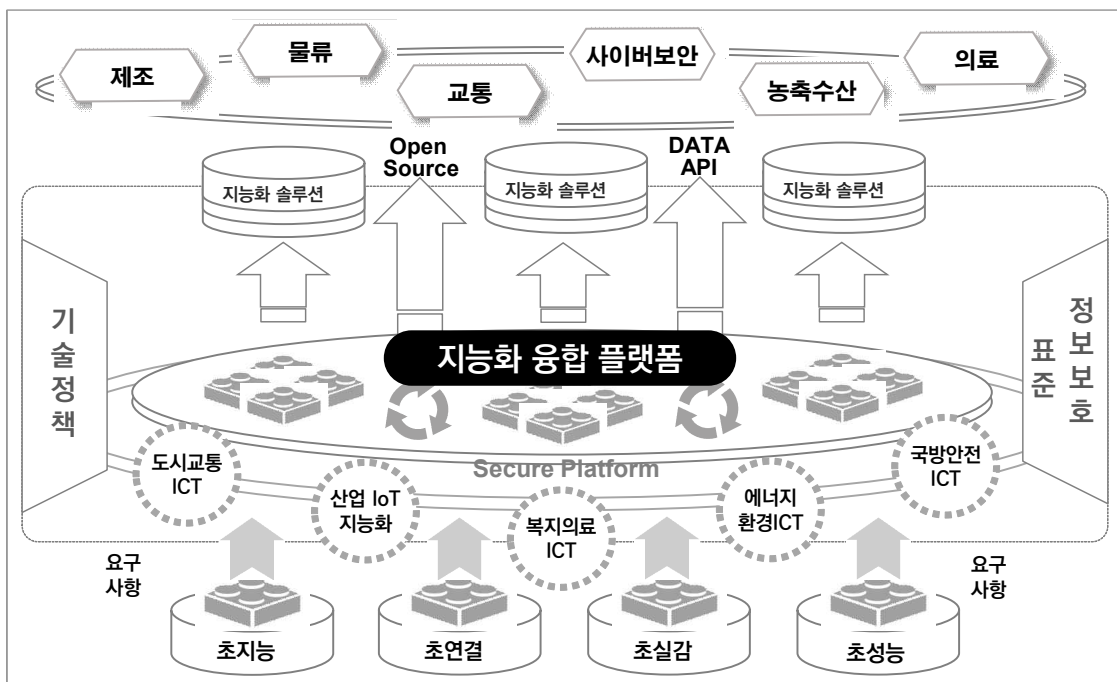 제조
물류
교통
사이버보안
농축수산
의료
Open
Source
DATA
API
지능화 솔루션
지능화 솔루션
지능화 솔루션
기술정책
지능화 융합 플랫폼
표준
정보보호
Secure Platform
도시교통
ICT
산업 IoT
지능화
복지의료
ICT
에너지
환경ICT
국방안전
ICT
요구
사항
요구
사항
초지능
초연결
초실감
초성능